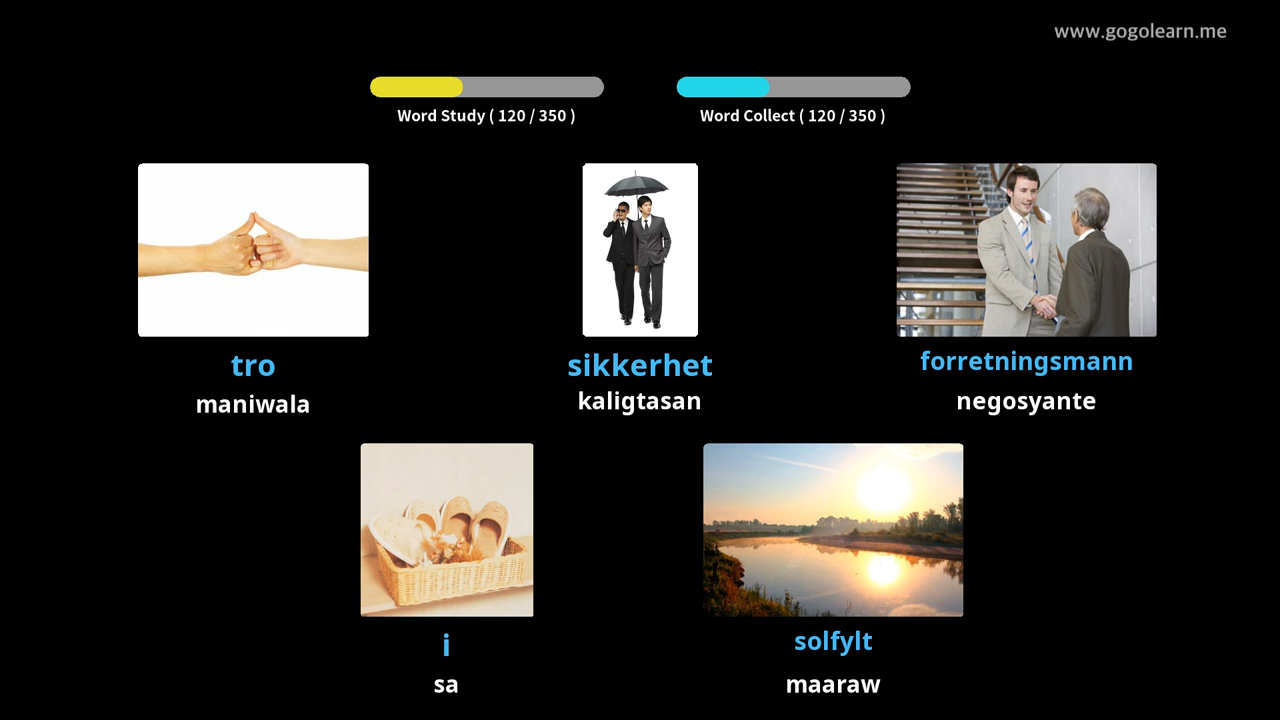 www.gogolearn.me
Word Study ( 120 / 350 )
Word Collect ( 120 / 350 )
tro
maniwala
sikkerhet
kaligtasan
forretningsmann
negosyante
i
sa
solfylt
maaraw